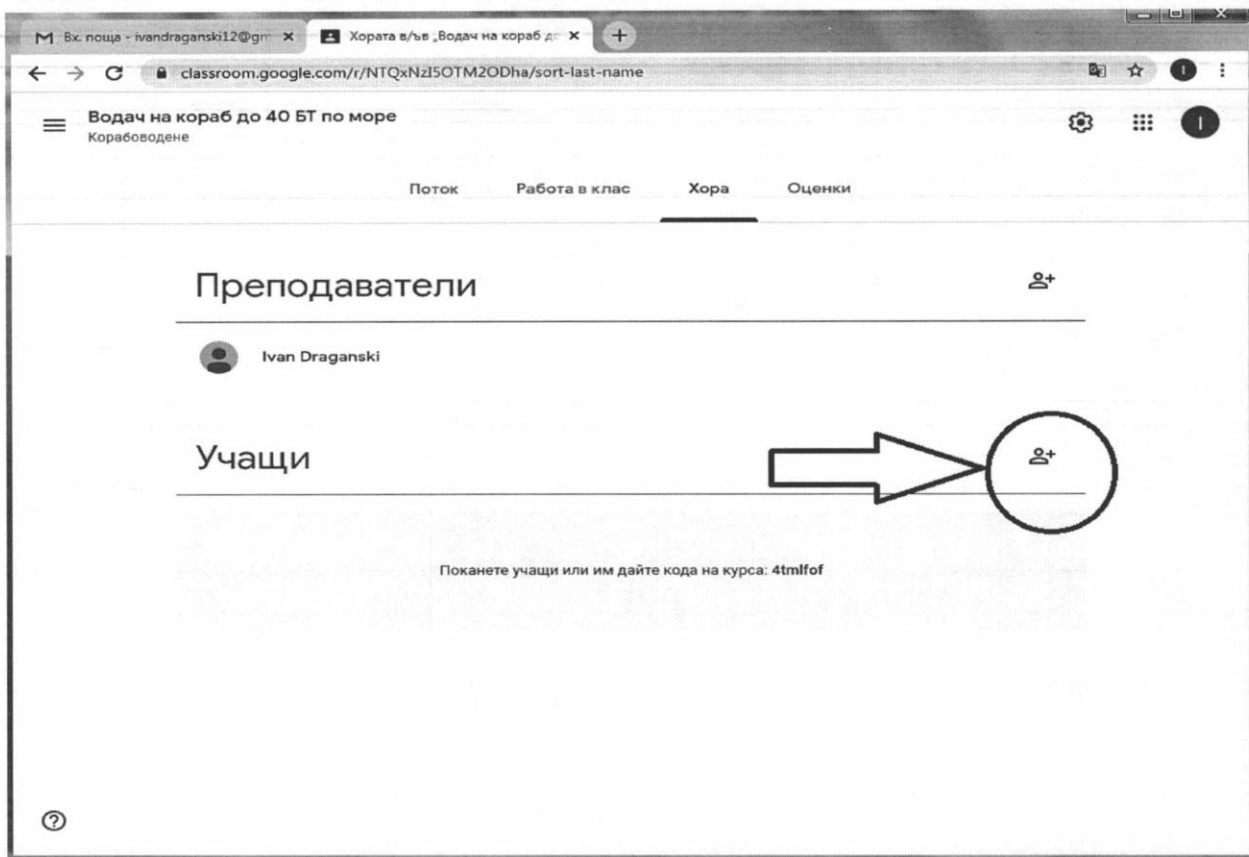 Вх. поща - ivandraganski12@gm
Хората в/ъв „Водач на кораб до
classroom.google.com/r/NTQxNzI5OTM2ODha/sort-last-name
Водач на кораб до 40 БТ по море
Корабоводене
I
Поток Работа в клас Хора Оценки
Преподаватели
Ivan Draganski
Учащи
Поканете учащи или им дайте кода на курса: 4tmlfof